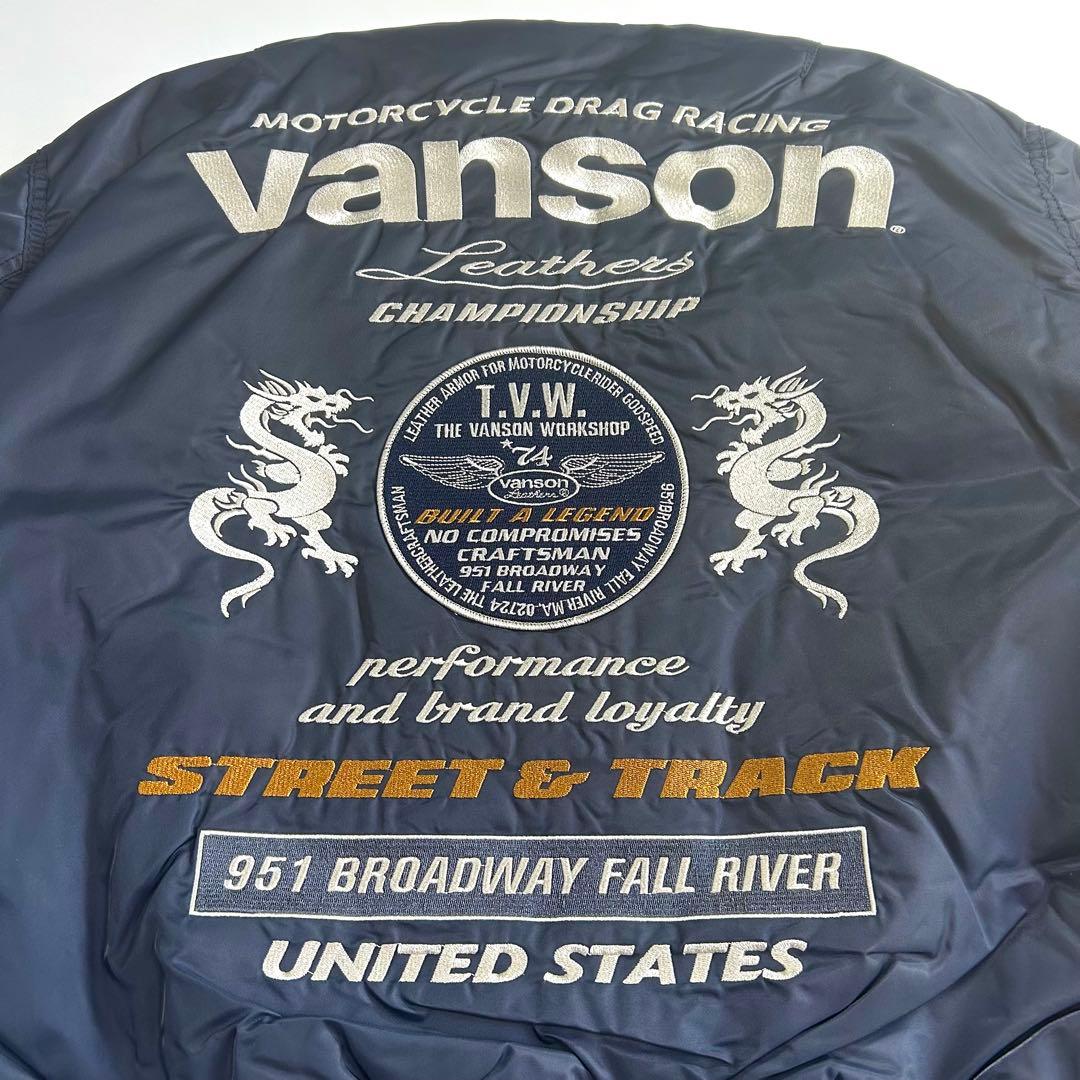 MOTORCYCLE DRAG RACING
vanson®
Leathers
CHAMPIONSHIP
LEATHER ARMOR FOR MOTORCYCLERIDER GODSPEED
951BROADWAY FALL RIVER MA. 02724 THE LEATHERCRAFTSMAN
T.V.W.
THE VANSON WORKSHOP
★'74
vanson
Leathers®
BUILT A LEGEND
NO COMPROMISES
CRAFTSMAN
951 BROADWAY
FALL RIVER
performance
and brand loyalty
STREET & TRACK
951 BROADWAY FALL RIVER
UNITED STATES